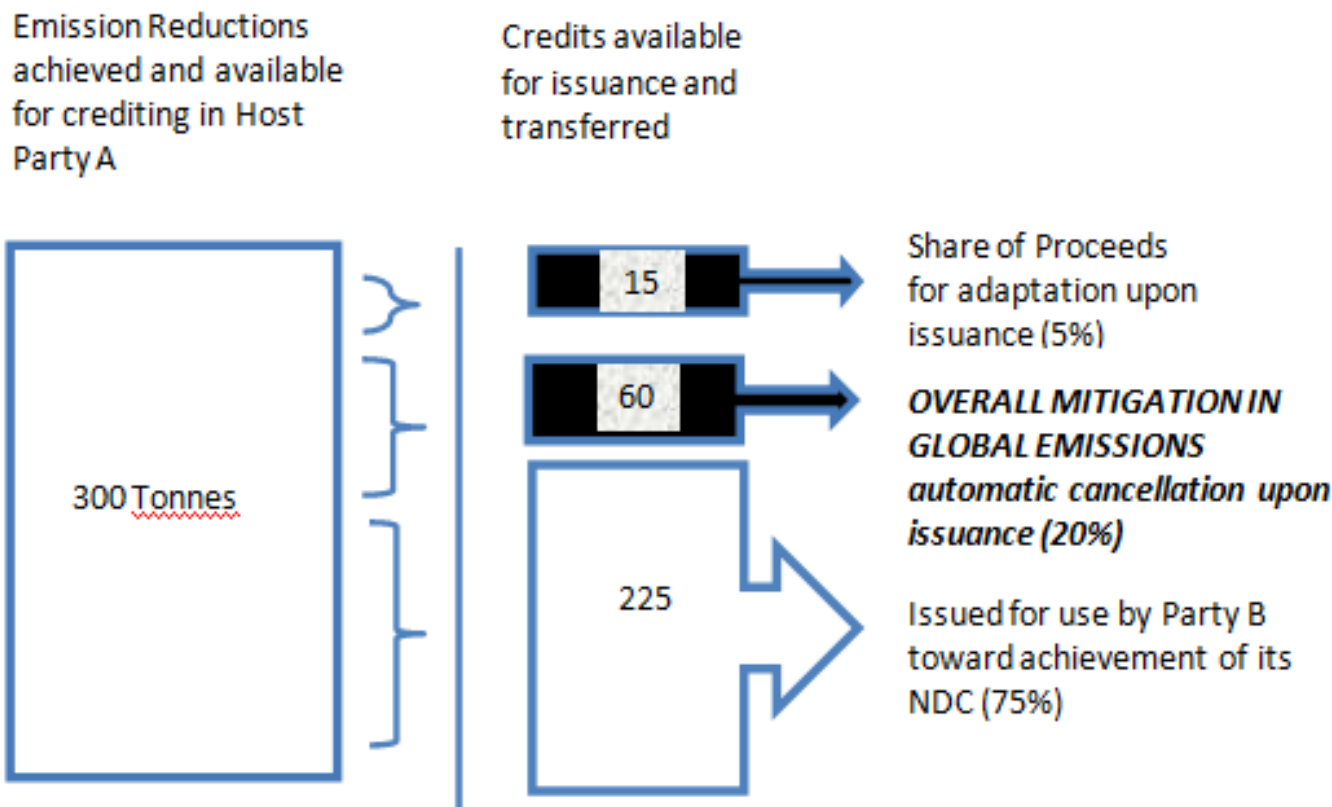 Emission Reductions
achieved and available
for crediting in Host
Party A
Credits available
for issuance and
transferred
300 Tonnes
15
60
225
Share of Proceeds
for adaptation upon
issuance (5%)
OVERALL MITIGATION IN
GLOBAL EMISSIONS
automatic cancellation upon
issuance (20%)
Issued for use by Party B
toward achievement of its
NDC (75%)